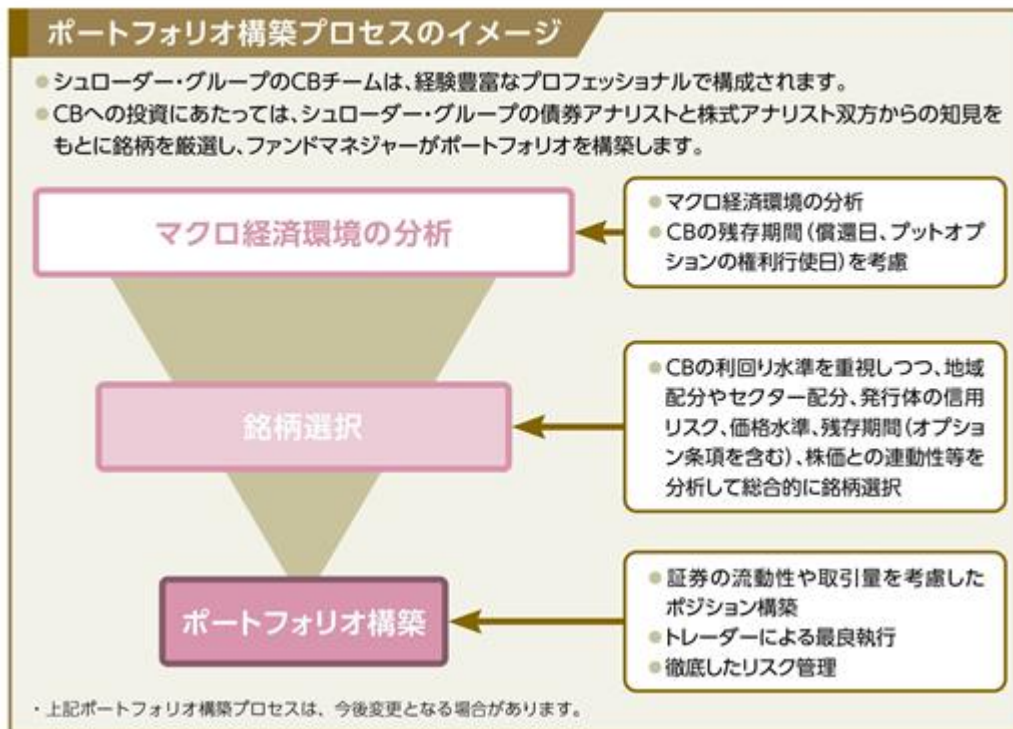 ポートフォリオ構築プロセスのイメージ
●シュローダー・グループのCBチームは、経験豊富なプロフェッショナルで構成されます。
●CBへの投資にあたっては、シュローダー・グループの債券アナリストと株式アナリスト双方からの知見を
もとに銘柄を厳選し、ファンドマネジャーがポートフォリオを構築します。
マクロ経済環境の分析
●マクロ経済環境の分析
●CBの残存期間（償還日、プットオプ
ションの権利行使日）を考慮
銘柄選択
●CBの利回り水準を重視しつつ、地域
配分やセクター配分、発行体の信用
リスク、価格水準、残存期間（オプション
条項を含む）、株価との連動性等を
分析して総合的に銘柄選択
ポートフォリオ構築
●証券の流動性や取引量を考慮した
ポジション構築
●トレーダーによる最良執行
●徹底したリスク管理
・上記ポートフォリオ構築プロセスは、今後変更となる場合があります。